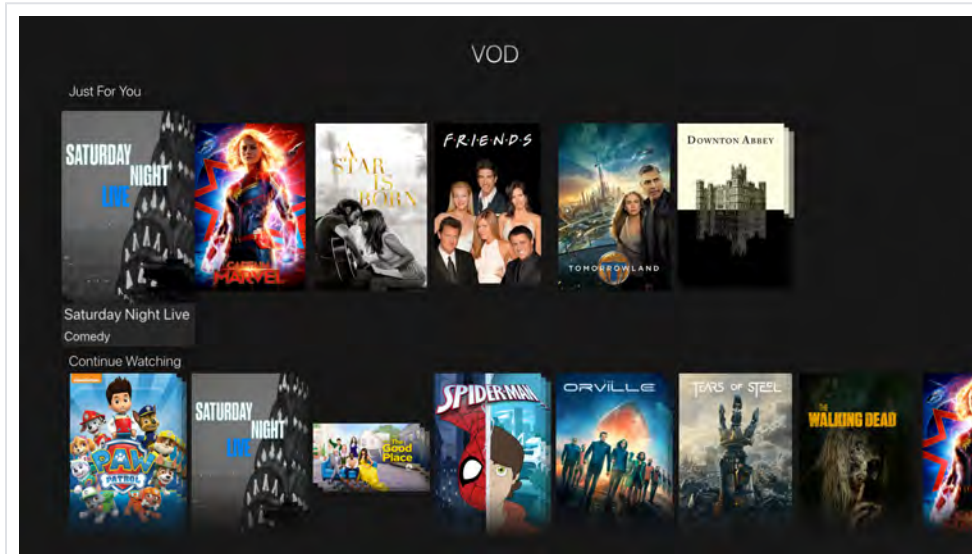 VOD
Just For You
SATURDAY
NIGHT
LIVE
CAPTAIN
MARVEL
A
STAR
IS
BORN
F·R·I·E·N·D·S
TOMORROWLAND
DOWNTON ABBEY
Saturday Night Live
Comedy
Continue Watching
PAW
PATROL
SATURDAY
NIGHT
LIVE
The
Good
Place
SPIDER-MAN
ORVILLE
TEARS OF STEEL
THE
WALKING DEAD